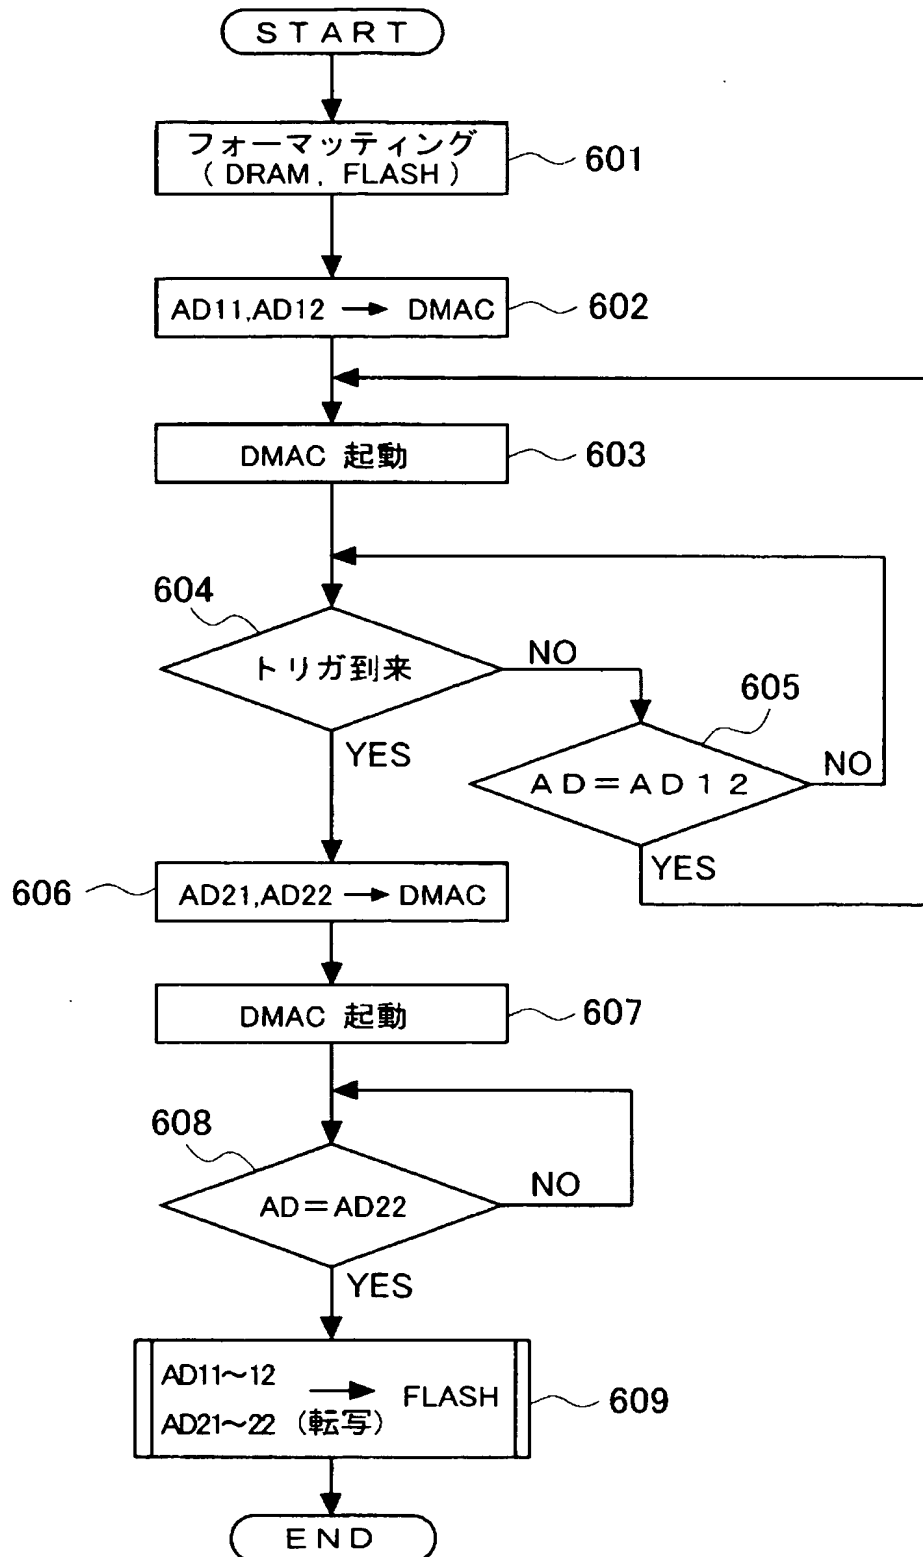 START
フォーマッティング
(DRAM, FLASH)
601
AD11,AD12 → DMAC
602
DMAC 起動
603
604
トリガ到来
NO
605
YES
AD=AD12
NO
YES
606
AD21,AD22 → DMAC
DMAC 起動
607
608
AD=AD22
NO
YES
AD11~12
→ FLASH
AD21~22 (転写)
609
END